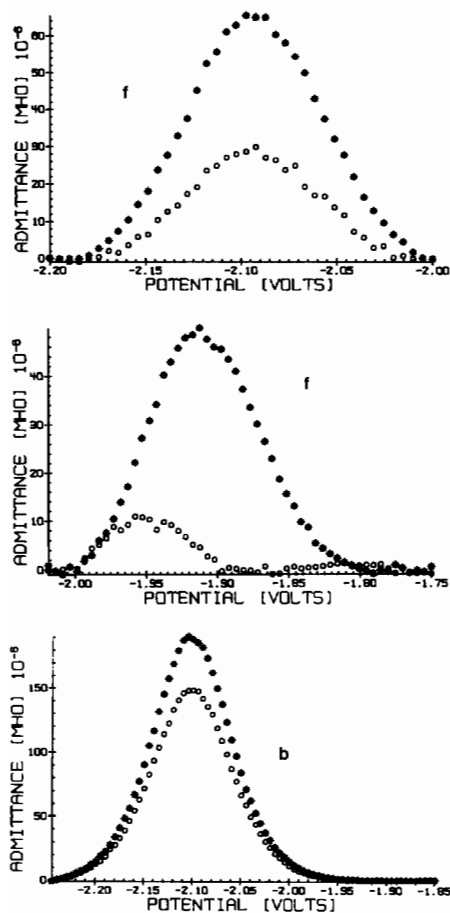 ADMITTANCE [MHO] 10-6
60
40
30
20
10
0
f
-2.20 -2.15 -2.10 -2.05 -2.00
POTENTIAL [VOLTS]
ADMITTANCE [MHO] 10-6
40
30
20
10
0
f
-2.00 -1.95 -1.90 -1.85 -1.80 -1.75
POTENTIAL [VOLTS]
ADMITTANCE [MHO] 10-6
150
100
50
0
b
-2.20 -2.15 -2.10 -2.05 -2.00 -1.95 -1.90 -1.85
POTENTIAL [VOLTS]